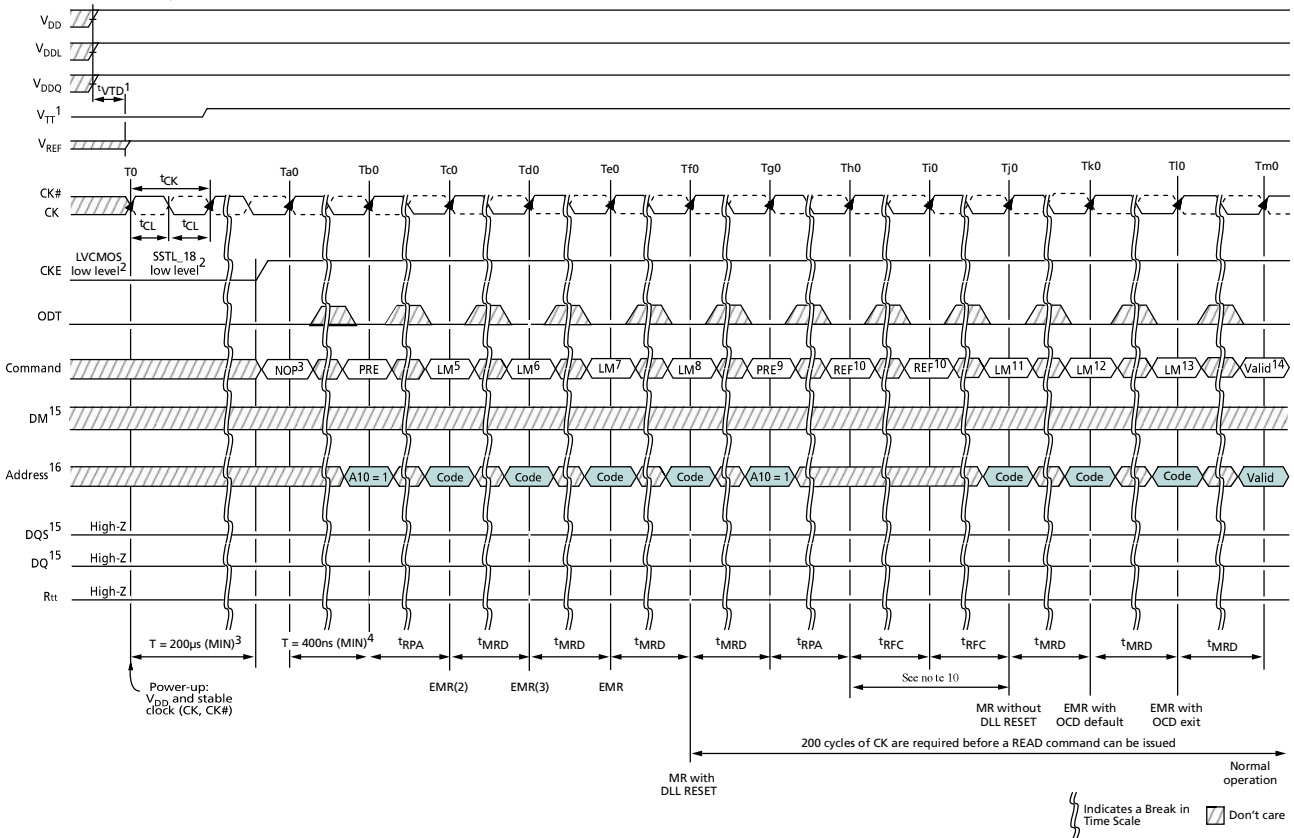 VDD
VDDL
VDDQ
tVTD1
VTT1
VREF
T0 Ta0 Tb0 Tc0 Td0 Te0 Tf0 Tg0 Th0 Ti0 Tj0 Tk0 Tl0 Tm0
tCK
CK#
CK
tCL tCL
LVCMOS low level2
SSTL_18 low level2
CKE
ODT
Command NOP3 PRE LM5 LM6 LM7 LM8 PRE9 REF10 REF10 LM11 LM12 LM13 Valid14
DM15
Address16 A10 = 1 Code Code Code Code A10 = 1 Code Code Code Valid
DQS15 High-Z
DQ15 High-Z
Rtt High-Z
T = 200µs (MIN)3 T = 400ns (MIN)4 tRPA tMRD tMRD tMRD tMRD tRPA tRFC tRFC tMRD tMRD tMRD
Power-up:
VDD and stable
clock (CK, CK#)
EMR(2) EMR(3) EMR
See note 10
MR without
DLL RESET
EMR with
OCD default
EMR with
OCD exit
200 cycles of CK are required before a READ command can be issued
MR with
DLL RESET
Normal
operation
Indicates a Break in
Time Scale
Don't care